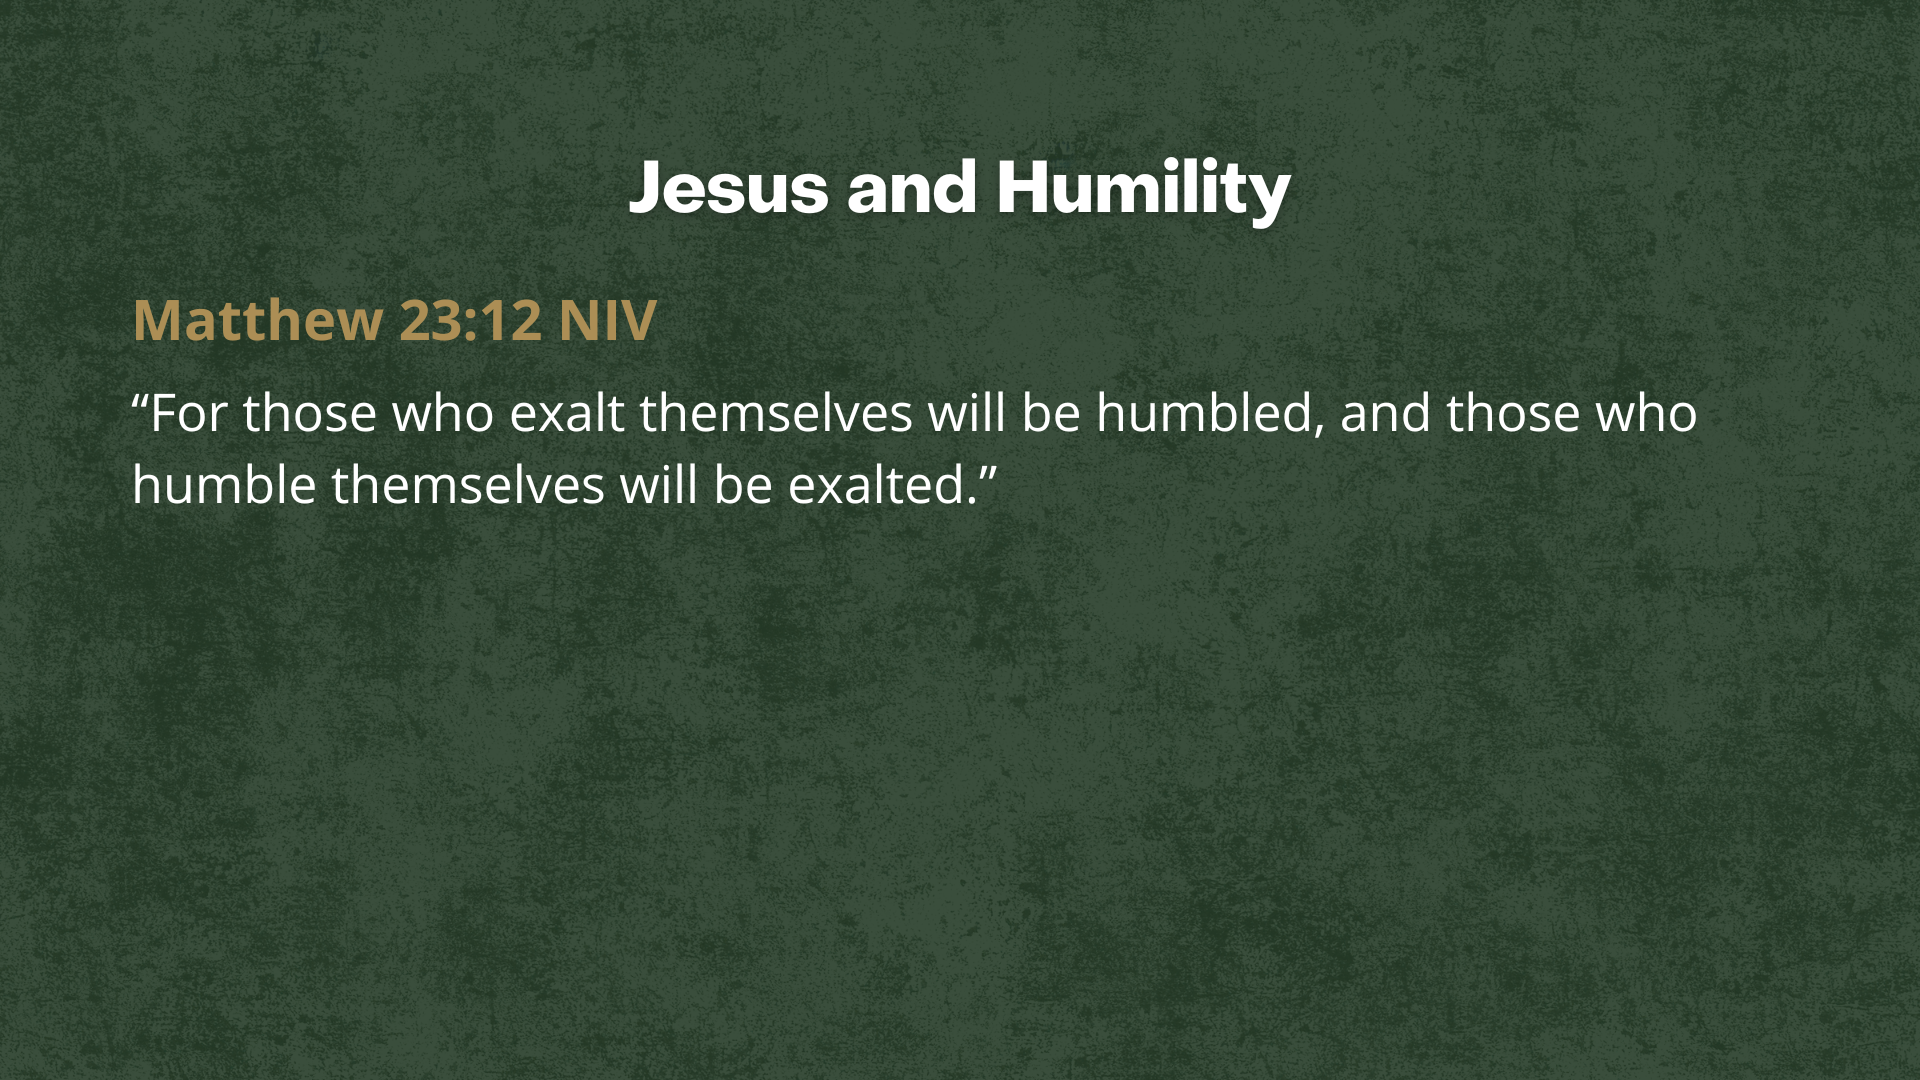 Jesus and Humility
Matthew 23:12 NIV
“For those who exalt themselves will be humbled, and those who
humble themselves will be exalted.”